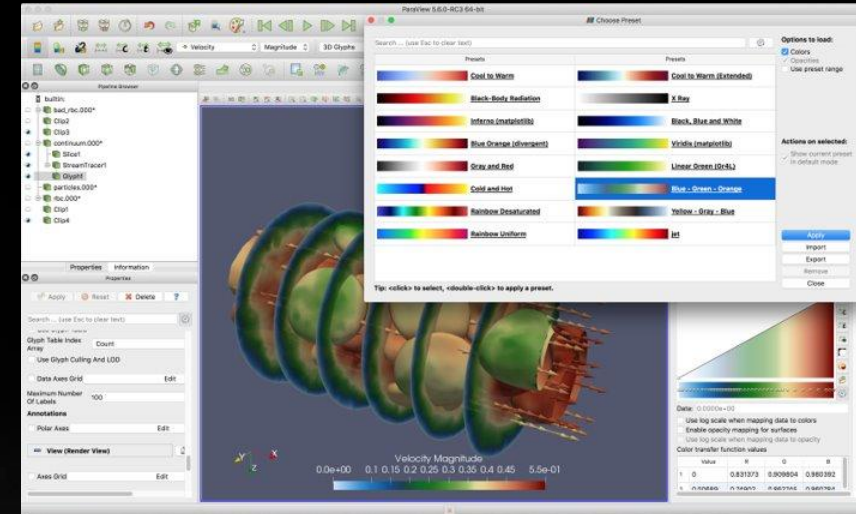 ParaView 5.6.0-RC3 64-bit
Choose Preset
Velocity
Magnitude
3D Glyphs
Pipeline Browser
builtin:
bad_rbc.000*
Clip2
Clip3
continuum.000*
Slice1
StreamTracer1
Glyph1
particles.000*
rbc.000*
Clip1
Clip4
Properties Information
Properties
Apply Reset Delete ?
Search ... (use Esc to clear text)
Glyph Table Index
Array
Count
Use Glyph Culling And LOD
Data Axes Grid Edit
Maximum Number
Of Labels
100
Annotations
Polar Axes Edit
View (Render View)
Axes Grid Edit
Search ... (use Esc to clear text)
Presets Presets
Cool to Warm Cool to Warm (Extended)
Black-Body Radiation X Ray
Inferno (matplotlib) Black, Blue and White
Blue Orange (divergent) Viridis (matplotlib)
Gray and Red Linear Green (Gr4L)
Cold and Hot Blue - Green - Orange
Rainbow Desaturated Yellow - Gray - Blue
Rainbow Uniform jet
Tip: <click> to select, <double-click> to apply a preset.
Options to load:
Colors
Opacities
Use preset range
Actions on selected:
Show current preset
in default mode
Apply
Import
Export
Remove
Close
Y
Z
X
Velocity Magnitude
0.0e+00 0.1 0.15 0.2 0.25 0.3 0.35 0.4 0.45 5.5e-01
Data: 0.0000e+00
Use log scale when mapping data to colors
Enable opacity mapping for surfaces
Use log scale when mapping data to opacity
Color transfer function values
Value R G B
1 0 0.831373 0.909804 0.980392